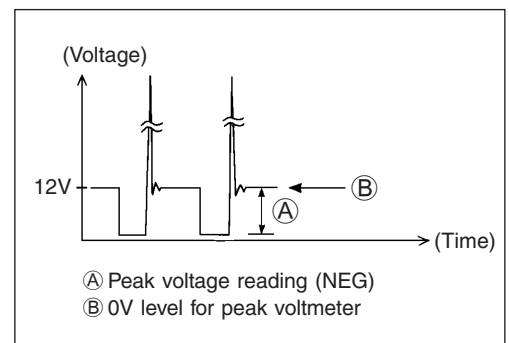 (Voltage)
12V
Ⓑ
Ⓐ
(Time)
Ⓐ Peak voltage reading (NEG)
Ⓑ 0V level for peak voltmeter